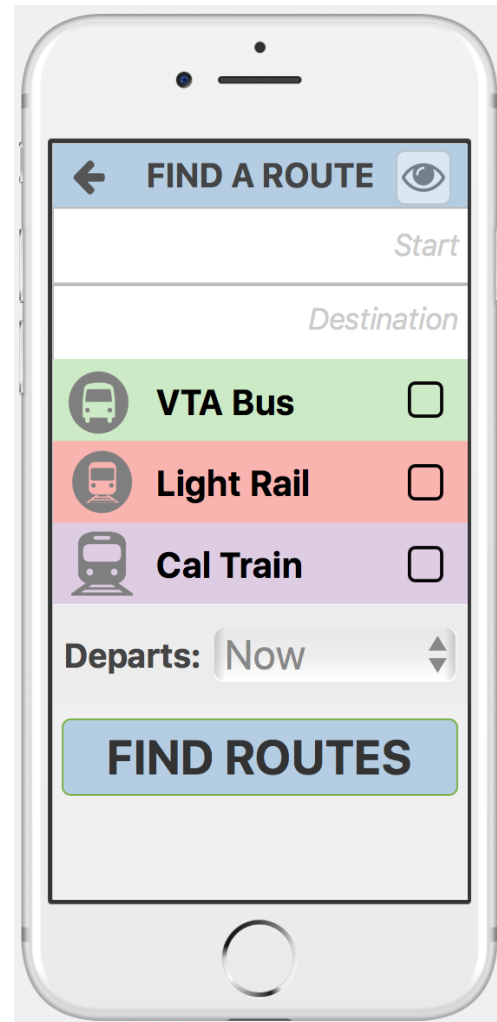 FIND A ROUTE
Start
Destination
VTA Bus
Light Rail
Cal Train
Departs: Now
FIND ROUTES